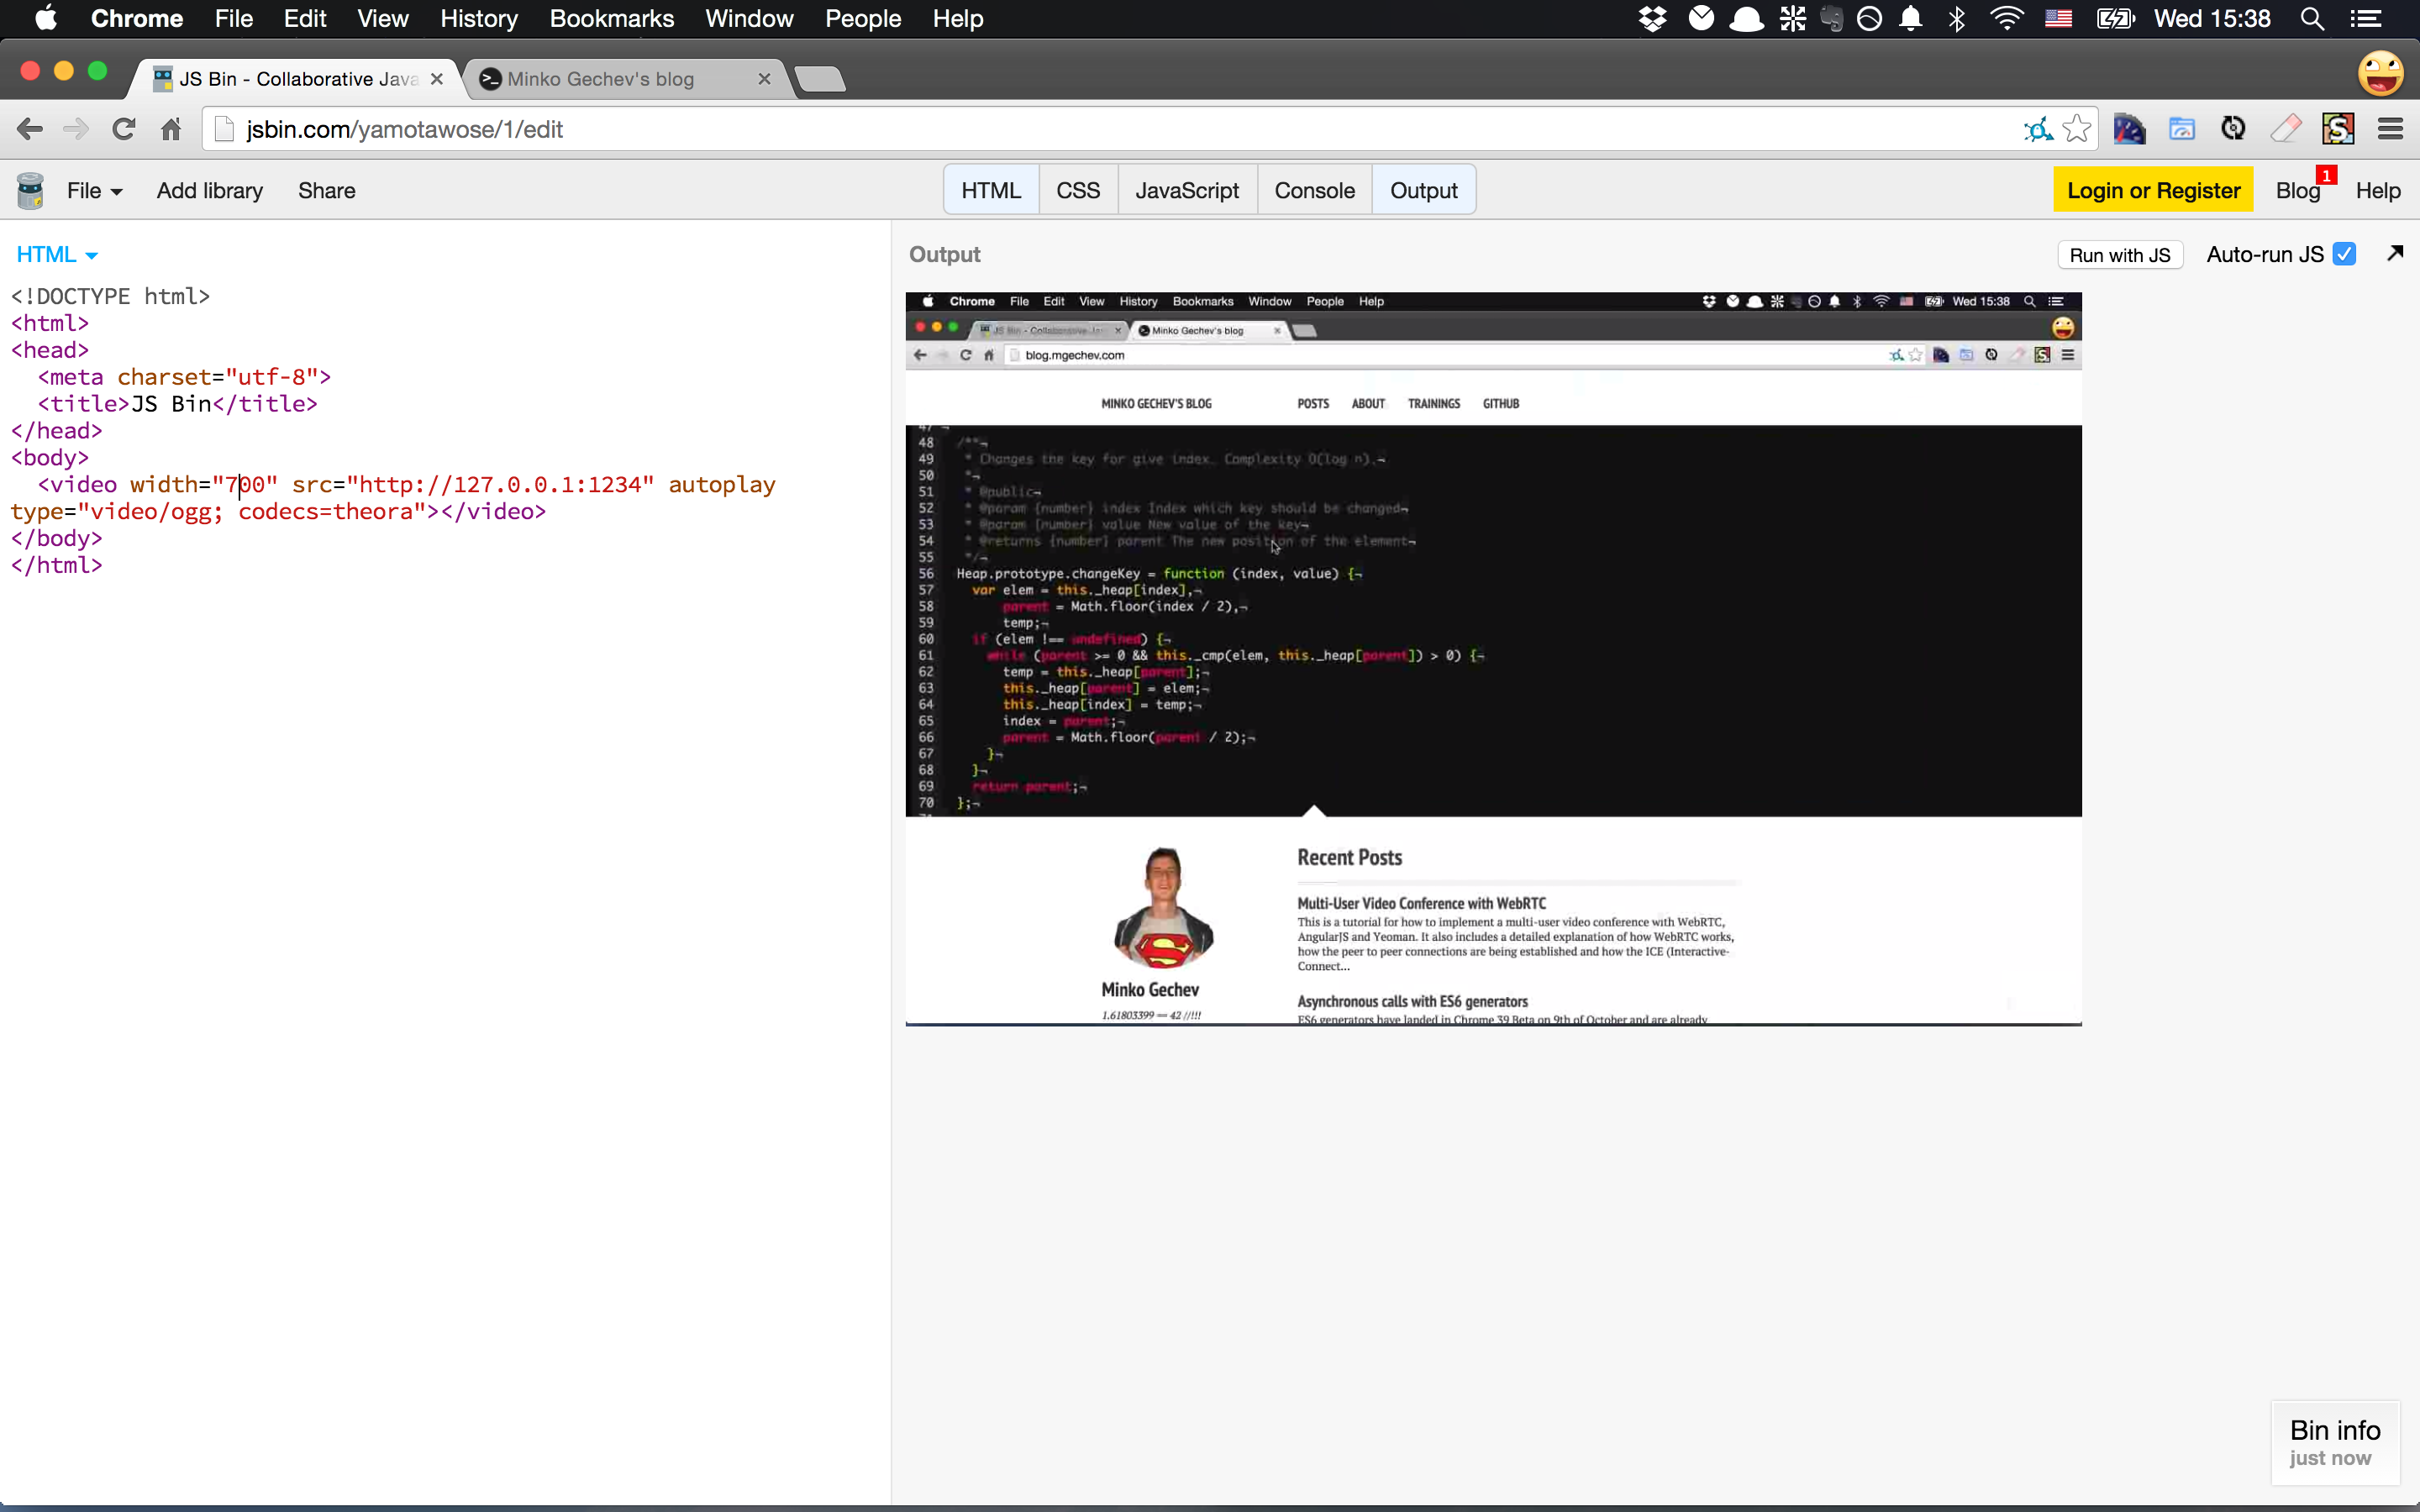 Chrome File Edit View History Bookmarks Window People Help Wed 15:38
JS Bin - Collaborative Java Minko Gechev's blog
jsbin.com/yamotawose/1/edit
File Add library Share HTML CSS JavaScript Console Output Login or Register Blog 1 Help
HTML
<!DOCTYPE html>
<html>
<head>
<meta charset="utf-8">
<title>JS Bin</title>
</head>
<body>
<video width="700" src="http://127.0.0.1:1234" autoplay
type="video/ogg; codecs=theora"></video>
</body>
</html>
Output Run with JS Auto-run JS
Chrome File Edit View History Bookmarks Window People Help Wed 15:38
JS Bin - Collaborative Minko Gechev's blog
blog.mgechev.com
MINKO GECHEV'S BLOG POSTS ABOUT TRAININGS GITHUB
47 ¬
48 /**¬
49 * Changes the key for give index. Complexity O(log n).¬
50 *¬
51 * @public¬
52 * @param {number} index Index which key should be changed¬
53 * @param {number} value New value of the key¬
54 * @returns {number} parent The new position of the element¬
55 */¬
56 Heap.prototype.changeKey = function (index, value) {¬
57 var elem = this._heap[index],¬
58 parent = Math.floor(index / 2),¬
59 temp;¬
60 if (elem !== undefined) {¬
61 while (parent >= 0 && this._cmp(elem, this._heap[parent]) > 0) {¬
62 temp = this._heap[parent];¬
63 this._heap[parent] = elem;¬
64 this._heap[index] = temp;¬
65 index = parent;¬
66 parent = Math.floor(parent / 2);¬
67 }¬
68 }¬
69 return parent;¬
70 };¬
Minko Gechev
1.61803399 == 42 //!!!
Recent Posts
Multi-User Video Conference with WebRTC
This is a tutorial for how to implement a multi-user video conference with WebRTC,
AngularJS and Yeoman. It also includes a detailed explanation of how WebRTC works,
how the peer to peer connections are being established and how the ICE (Interactive-
Connect...
Asynchronous calls with ES6 generators
ES6 generators have landed in Chrome 39 Beta on 9th of October and are already
Bin info
just now